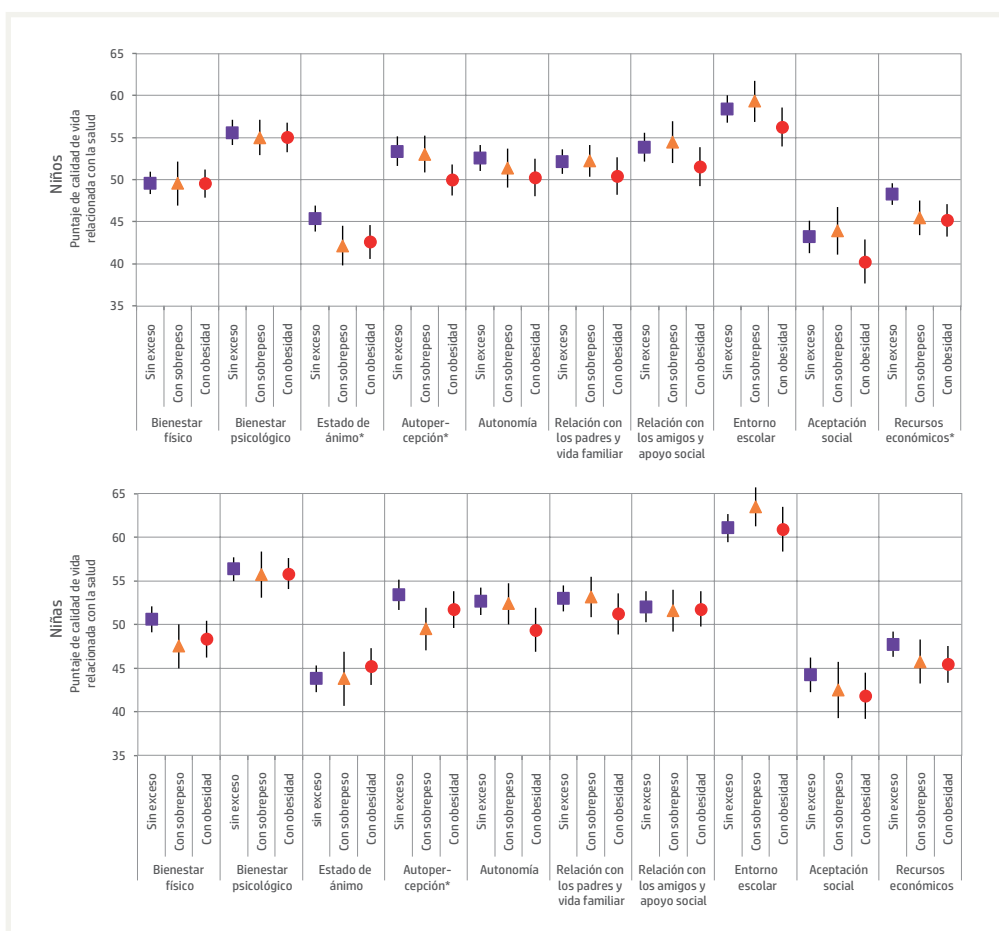 65
60
55
50
45
40
35
Niños
Puntaje de calidad de vida
relacionada con la salud
Sin exceso
Con sobrepeso
Con obesidad
Sin exceso
Con sobrepeso
Con obesidad
Sin exceso
Con sobrepeso
Con obesidad
Sin exceso
Con sobrepeso
Con obesidad
Sin exceso
Con sobrepeso
Con obesidad
Sin exceso
Con sobrepeso
Con obesidad
Sin exceso
Con sobrepeso
Con obesidad
Sin exceso
Con sobrepeso
Con obesidad
Sin exceso
Con sobrepeso
Con obesidad
Sin exceso
Con sobrepeso
Con obesidad
Bienestar
físico
Bienestar
psicológico
Estado de
ánimo*
Autoper-
cepción*
Autonomía
Relación con
los padres y
vida familiar
Relación con
los amigos y
apoyo social
Entorno
escolar
Aceptación
social
Recursos
económicos*
65
60
55
50
45
40
35
Niñas
Puntaje de calidad de vida
relacionada con la salud
Sin exceso
Con sobrepeso
Con obesidad
sin exceso
Con sobrepeso
Con obesidad
sin exceso
Con sobrepeso
Con obesidad
Sin exceso
Con sobrepeso
Con obesidad
Sin exceso
Con sobrepeso
Con obesidad
Sin exceso
Con sobrepeso
Con obesidad
Sin exceso
Con sobrepeso
Con obesidad
Sin exceso
Con sobrepeso
Con obesidad
Sin exceso
Con sobrepeso
Con obesidad
Sin exceso
Con sobrepeso
Con obesidad
Bienestar
físico
Bienestar
psicológico
Estado de
ánimo
Autoper-
cepción*
Autonomía
Relación con
los padres y
vida familiar
Relación con
los amigos y
apoyo social
Entorno
escolar
Aceptación
social
Recursos
económicos